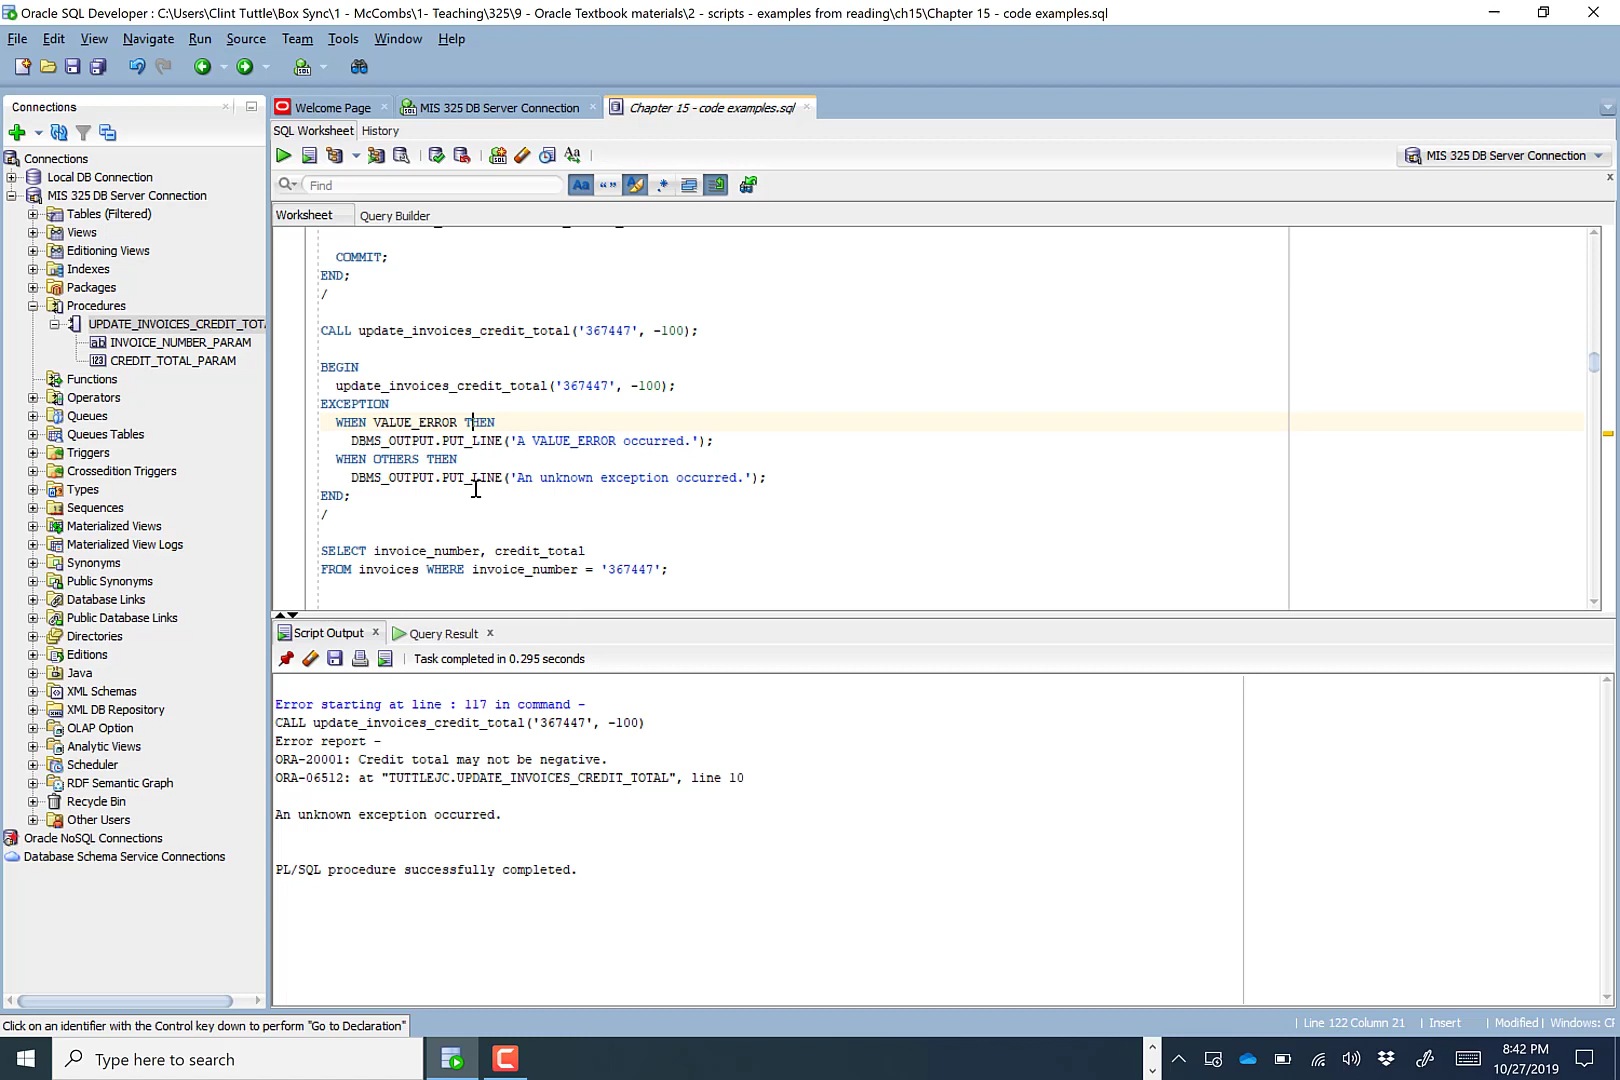 Oracle SQL Developer : C:\Users\Clint Tuttle\Box Sync\1 - McCombs\1- Teaching\325\9 - Oracle Textbook materials\2 - scripts - examples from reading\ch15\Chapter 15 - code examples.sql
File Edit View Navigate Run Source Team Tools Window Help
Connections
Welcome Page MIS 325 DB Server Connection Chapter 15 - code examples.sql
SQL Worksheet History
MIS 325 DB Server Connection
Find
Worksheet Query Builder
Connections
Local DB Connection
MIS 325 DB Server Connection
Tables (Filtered)
Views
Editioning Views
Indexes
Packages
Procedures
UPDATE_INVOICES_CREDIT_TOTA
INVOICE_NUMBER_PARAM
CREDIT_TOTAL_PARAM
Functions
Operators
Queues
Queues Tables
Triggers
Crossedition Triggers
Types
Sequences
Materialized Views
Materialized View Logs
Synonyms
Public Synonyms
Database Links
Public Database Links
Directories
Editions
Java
XML Schemas
XML DB Repository
OLAP Option
Analytic Views
Scheduler
RDF Semantic Graph
Recycle Bin
Other Users
Oracle NoSQL Connections
Database Schema Service Connections
COMMIT;
END;
/
CALL update_invoices_credit_total('367447', -100);
BEGIN
update_invoices_credit_total('367447', -100);
EXCEPTION
WHEN VALUE_ERROR THEN
DBMS_OUTPUT.PUT_LINE('A VALUE_ERROR occurred.');
WHEN OTHERS THEN
DBMS_OUTPUT.PUT_LINE('An unknown exception occurred.');
END;
/
SELECT invoice_number, credit_total
FROM invoices WHERE invoice_number = '367447';
Script Output Query Result
Task completed in 0.295 seconds
Error starting at line : 117 in command -
CALL update_invoices_credit_total('367447', -100)
Error report -
ORA-20001: Credit total may not be negative.
ORA-06512: at "TUTTLEJC.UPDATE_INVOICES_CREDIT_TOTAL", line 10
An unknown exception occurred.
PL/SQL procedure successfully completed.
Click on an identifier with the Control key down to perform "Go to Declaration"
Line 122 Column 21 Insert Modified Windows: CF
Type here to search
8:42 PM
10/27/2019